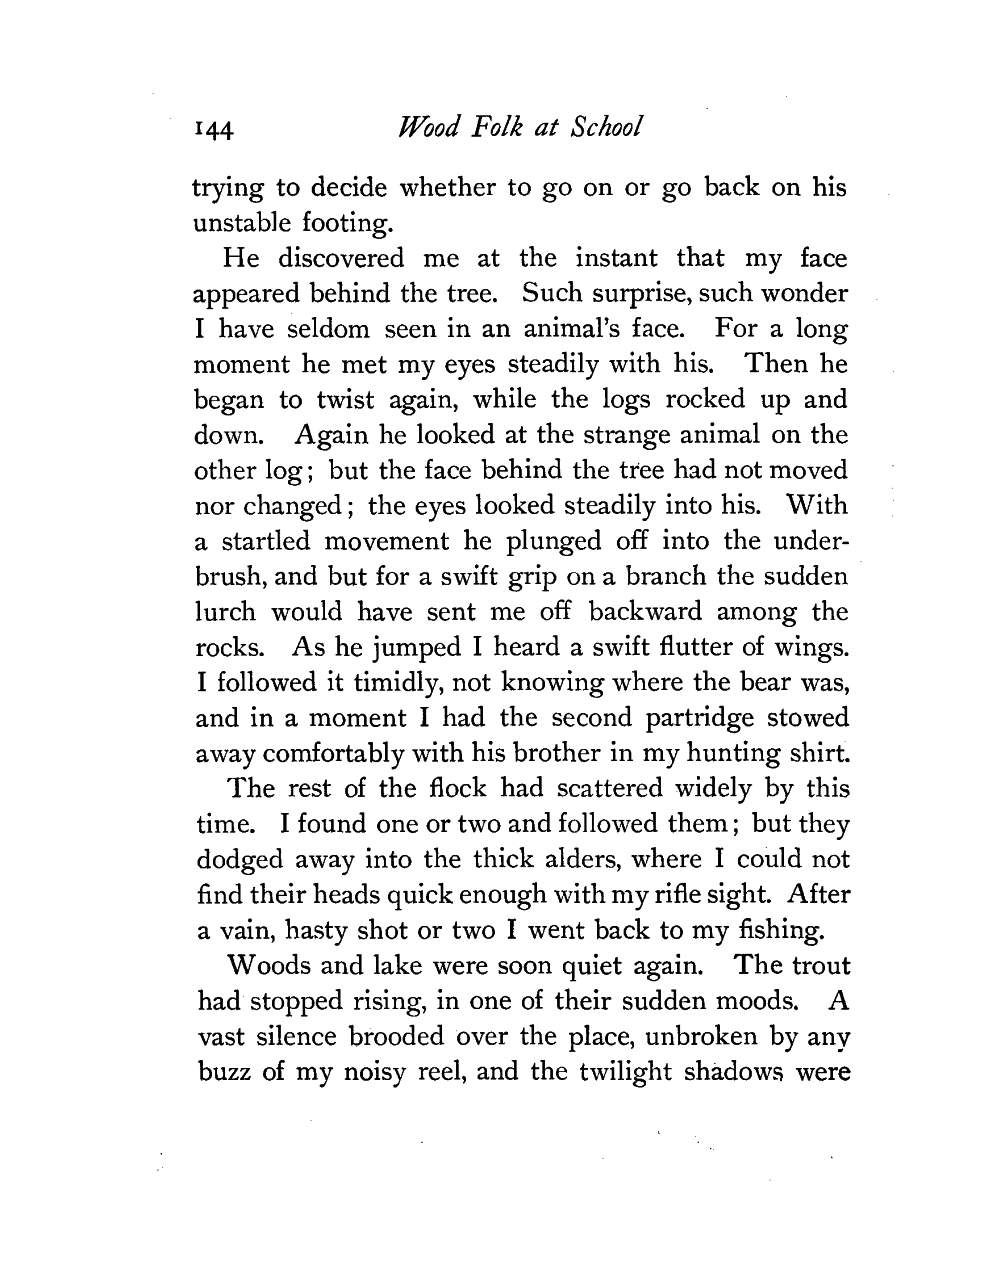 144 Wood Folk at School
trying to decide whether to go on or go back on his
unstable footing.
He discovered me at the instant that my face
appeared behind the tree. Such surprise, such wonder
I have seldom seen in an animal's face. For a long
moment he met my eyes steadily with his. Then he
began to twist again, while the logs rocked up and
down. Again he looked at the strange animal on the
other log; but the face behind the tree had not moved
nor changed; the eyes looked steadily into his. With
a startled movement he plunged off into the under-
brush, and but for a swift grip on a branch the sudden
lurch would have sent me off backward among the
rocks. As he jumped I heard a swift flutter of wings.
I followed it timidly, not knowing where the bear was,
and in a moment I had the second partridge stowed
away comfortably with his brother in my hunting shirt.
The rest of the flock had scattered widely by this
time. I found one or two and followed them; but they
dodged away into the thick alders, where I could not
find their heads quick enough with my rifle sight. After
a vain, hasty shot or two I went back to my fishing.
Woods and lake were soon quiet again. The trout
had stopped rising, in one of their sudden moods. A
vast silence brooded over the place, unbroken by any
buzz of my noisy reel, and the twilight shadows were